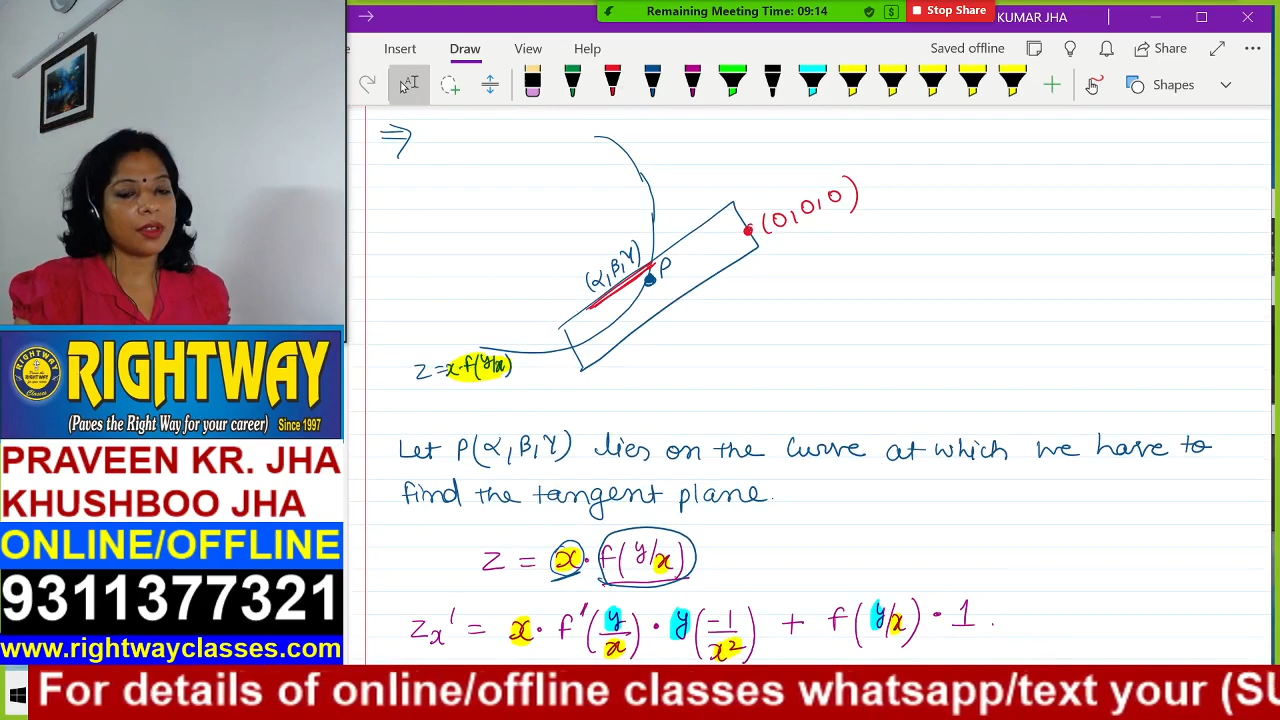 Remaining Meeting Time: 09:14
Stop Share
KUMAR JHA
Insert
Draw
View
Help
Saved offline
Share
Shapes
⇒
(0,0,0)
(α,β,γ)
P
z=x·f(y/x)
Let P(α,β,γ) lies on the curve at which we have to
find the tangent plane.
z = x · f(y/x)
zx' = x · f'(y/x) · y(-1/x²) + f(y/x) · 1.
RIGHTWAY
RIGHTWAY
(Paves the Right Way for your career) Since 1997
PRAVEEN KR. JHA
KHUSHBOO JHA
ONLINE/OFFLINE
9311377321
www.rightwayclasses.com
For details of online/offline classes whatsapp/text your (SU